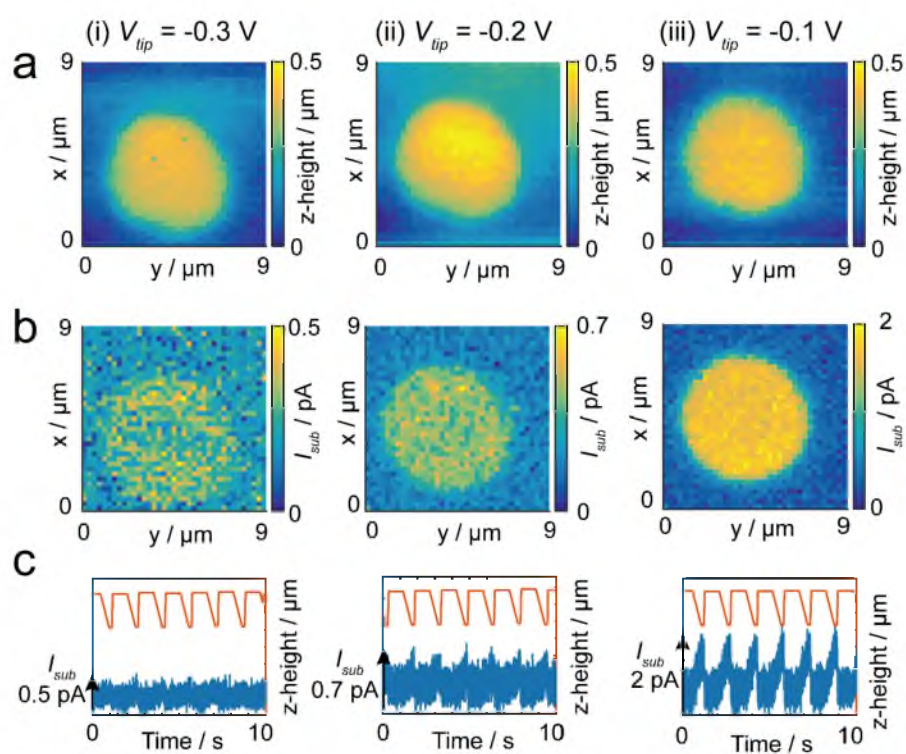 (i) V_tip = -0.3 V
(ii) V_tip = -0.2 V
(iii) V_tip = -0.1 V
a
9
x / µm
0
0
y / µm
9
0.5
z-height / µm
0
9
x / µm
0
0
y / µm
9
0.5
z-height / µm
0
9
x / µm
0
0
y / µm
9
0.5
z-height / µm
0
b
9
x / µm
0
0
y / µm
9
0.5
I_sub / pA
0
9
x / µm
0
0
y / µm
9
0.7
I_sub / pA
0
9
x / µm
0
0
y / µm
9
2
I_sub / pA
0
c
I_sub
0.5 pA
0
Time / s
10
z-height / µm
I_sub
0.7 pA
0
Time / s
10
z-height / µm
I_sub
2 pA
0
Time / s
10
z-height / µm